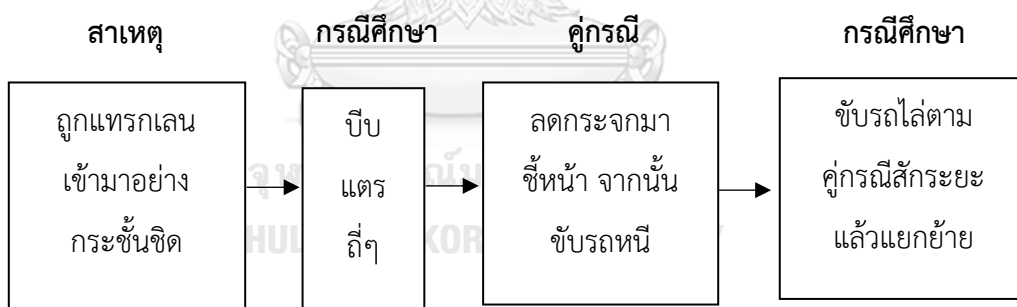 สาเหตุ
กรณีศึกษา
คู่กรณี
กรณีศึกษา
ถูกแทรกเลน
เข้ามาอย่าง
กระชั้นชิด
บีบ
แตร
ถี่ๆ
ลดกระจกมา
ชี้หน้า จากนั้น
ขับรถหนี
ขับรถไล่ตาม
คู่กรณีสักระยะ
แล้วแยกย้าย